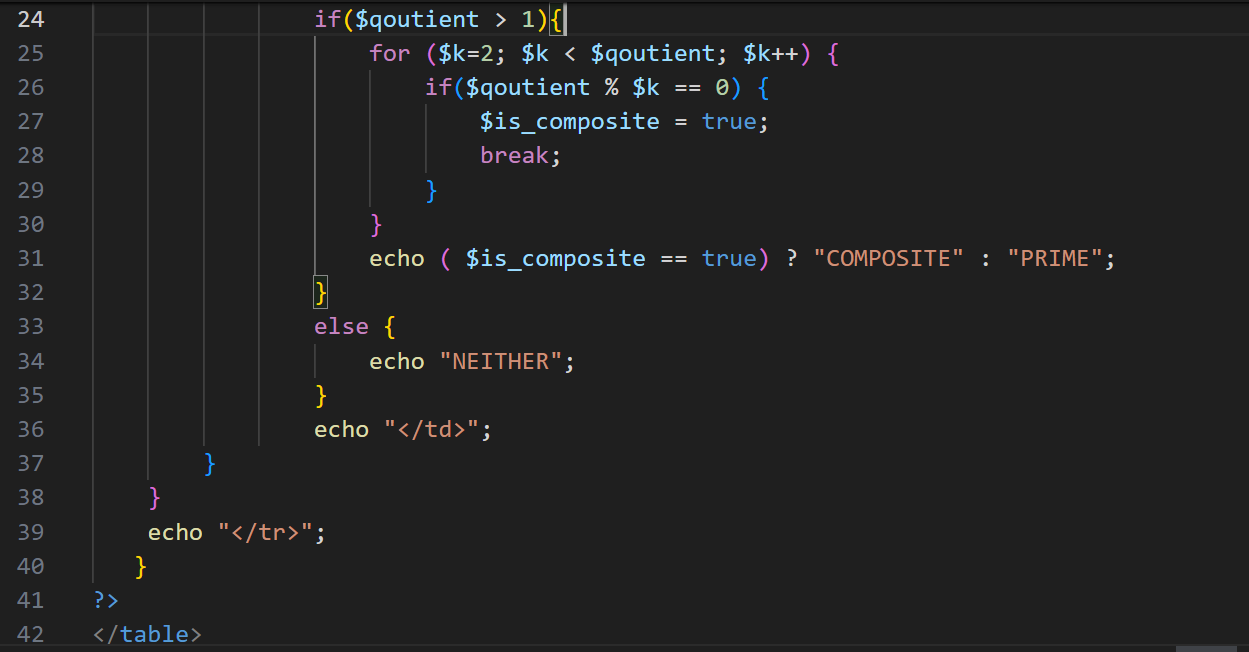 24 if($qoutient > 1){
25 for ($k=2; $k < $qoutient; $k++) {
26 if($qoutient % $k == 0) {
27 $is_composite = true;
28 break;
29 }
30 }
31 echo ( $is_composite == true) ? "COMPOSITE" : "PRIME";
32 }
33 else {
34 echo "NEITHER";
35 }
36 echo "</td>";
37 }
38 }
39 echo "</tr>";
40 }
41 ?>
42 </table>